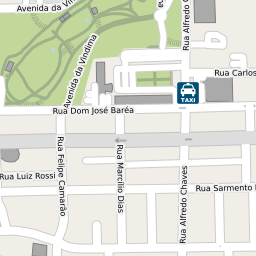 Avenida da Vindima
Avenida da Vindima
Rua Alfredo C
Rua Carlos
TAXI
Rua Dom José Baréa
Rua Felipe Camarão
Rua Marcílio Dias
Rua Luiz Rossi
Rua Alfredo Chaves
Rua Sarmento